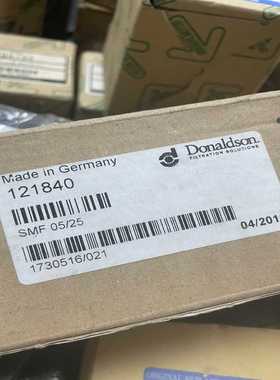 Donaldson.
FILTRATION SOLUTIONS
Made in Germany
121840
SMF 05/25
04/201
1730516/021